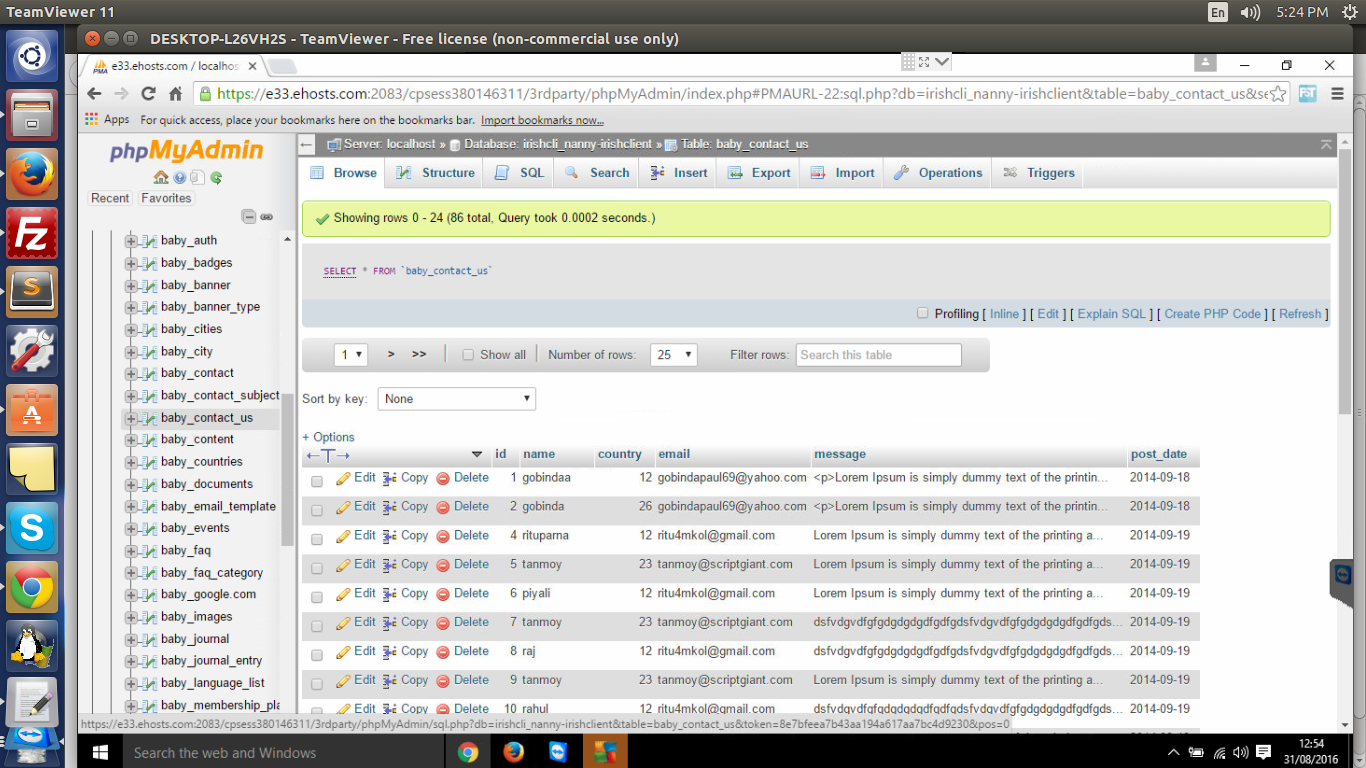 TeamViewer 11
En
5:24 PM
DESKTOP-L26VH2S - TeamViewer - Free license (non-commercial use only)
PMA e33.ehosts.com / localhos
https://e33.ehosts.com:2083/cpsess380146311/3rdparty/phpMyAdmin/index.php#PMAURL-22:sql.php?db=irishcli_nanny-irishclient&table=baby_contact_us&se
Apps For quick access, place your bookmarks here on the bookmarks bar. Import bookmarks now...
phpMyAdmin
Recent Favorites
baby_auth
baby_badges
baby_banner
baby_banner_type
baby_cities
baby_city
baby_contact
baby_contact_subject
baby_contact_us
baby_content
baby_countries
baby_documents
baby_email_template
baby_events
baby_faq
baby_faq_category
baby_google.com
baby_images
baby_journal
baby_journal_entry
baby_language_list
baby_membership_pla
Server: localhost » Database: irishcli_nanny-irishclient » Table: baby_contact_us
Browse Structure SQL Search Insert Export Import Operations Triggers
Showing rows 0 - 24 (86 total, Query took 0.0002 seconds.)
SELECT * FROM `baby_contact_us`
Profiling [ Inline ] [ Edit ] [ Explain SQL ] [ Create PHP Code ] [ Refresh ]
1 > >> Show all Number of rows: 25 Filter rows: Search this table
Sort by key: None
+ Options
←T→ id name country email message post_date
Edit Copy Delete 1 gobindaa 12 gobindapaul69@yahoo.com <p>Lorem Ipsum is simply dummy text of the printin... 2014-09-18
Edit Copy Delete 2 gobinda 26 gobindapaul69@yahoo.com <p>Lorem Ipsum is simply dummy text of the printin... 2014-09-18
Edit Copy Delete 4 rituparna 12 ritu4mkol@gmail.com Lorem Ipsum is simply dummy text of the printing a... 2014-09-19
Edit Copy Delete 5 tanmoy 23 tanmoy@scriptgiant.com Lorem Ipsum is simply dummy text of the printing a... 2014-09-19
Edit Copy Delete 6 piyali 12 ritu4mkol@gmail.com Lorem Ipsum is simply dummy text of the printing a... 2014-09-19
Edit Copy Delete 7 tanmoy 23 tanmoy@scriptgiant.com dsfvdgvdfgfgdgdgdgdfgdfgdsfvdgvdfgfgdgdgdgdfgdfgds... 2014-09-19
Edit Copy Delete 8 raj 12 ritu4mkol@gmail.com dsfvdgvdfgfgdgdgdgdfgdfgdsfvdgvdfgfgdgdgdgdfgdfgds... 2014-09-19
Edit Copy Delete 9 tanmoy 23 tanmoy@scriptgiant.com dsfvdgvdfgfgdgdgdgdfgdfgdsfvdgvdfgfgdgdgdgdfgdfgds... 2014-09-19
Edit Copy Delete 10 rahul 12 ritu4mkol@gmail.com dsfvdgvdfgfgdgdgdgdfgdfgdsfvdgvdfgfgdgdgdgdfgdfgds... 2014-09-19
2014-09-19
https://e33.ehosts.com:2083/cpsess380146311/3rdparty/phpMyAdmin/sql.php?db=irishcli_nanny-irishclient&table=baby_contact_us&token=8e7bfeea7b43aa194a617aa7bc4d9230&pos=0
Search the web and Windows
12:54
31/08/2016